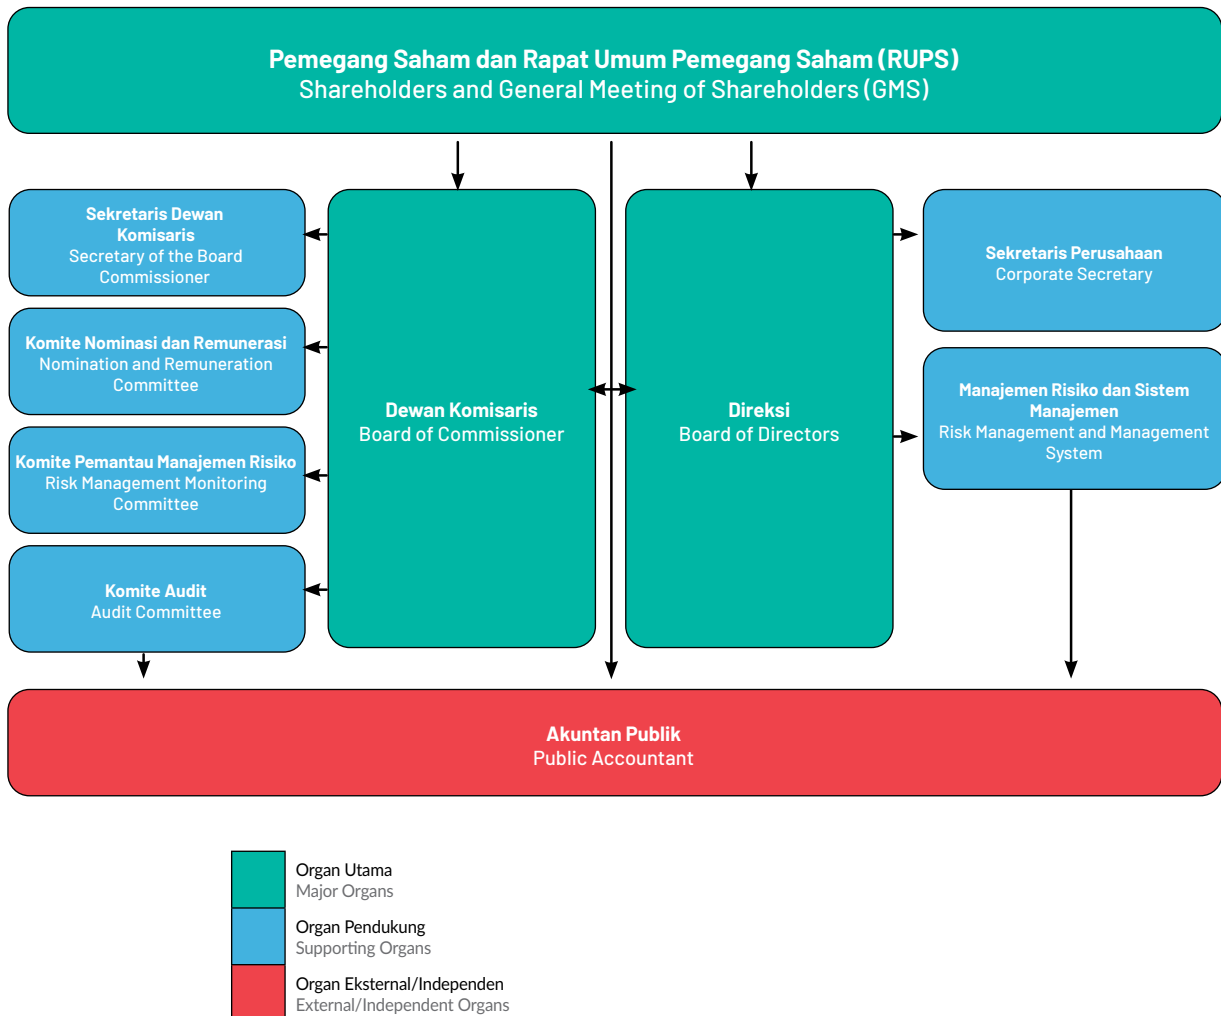 Pemegang Saham dan Rapat Umum Pemegang Saham (RUPS)
Shareholders and General Meeting of Shareholders (GMS)
Sekretaris Dewan
Komisaris
Secretary of the Board
Commissioner
Komite Nominasi dan Remunerasi
Nomination and Remuneration
Committee
Komite Pemantau Manajemen Risiko
Risk Management Monitoring
Committee
Komite Audit
Audit Committee
Dewan Komisaris
Board of Commissioner
Direksi
Board of Directors
Sekretaris Perusahaan
Corporate Secretary
Manajemen Risiko dan Sistem
Manajemen
Risk Management and Management
System
Akuntan Publik
Public Accountant
Organ Utama
Major Organs
Organ Pendukung
Supporting Organs
Organ Eksternal/Independen
External/Independent Organs